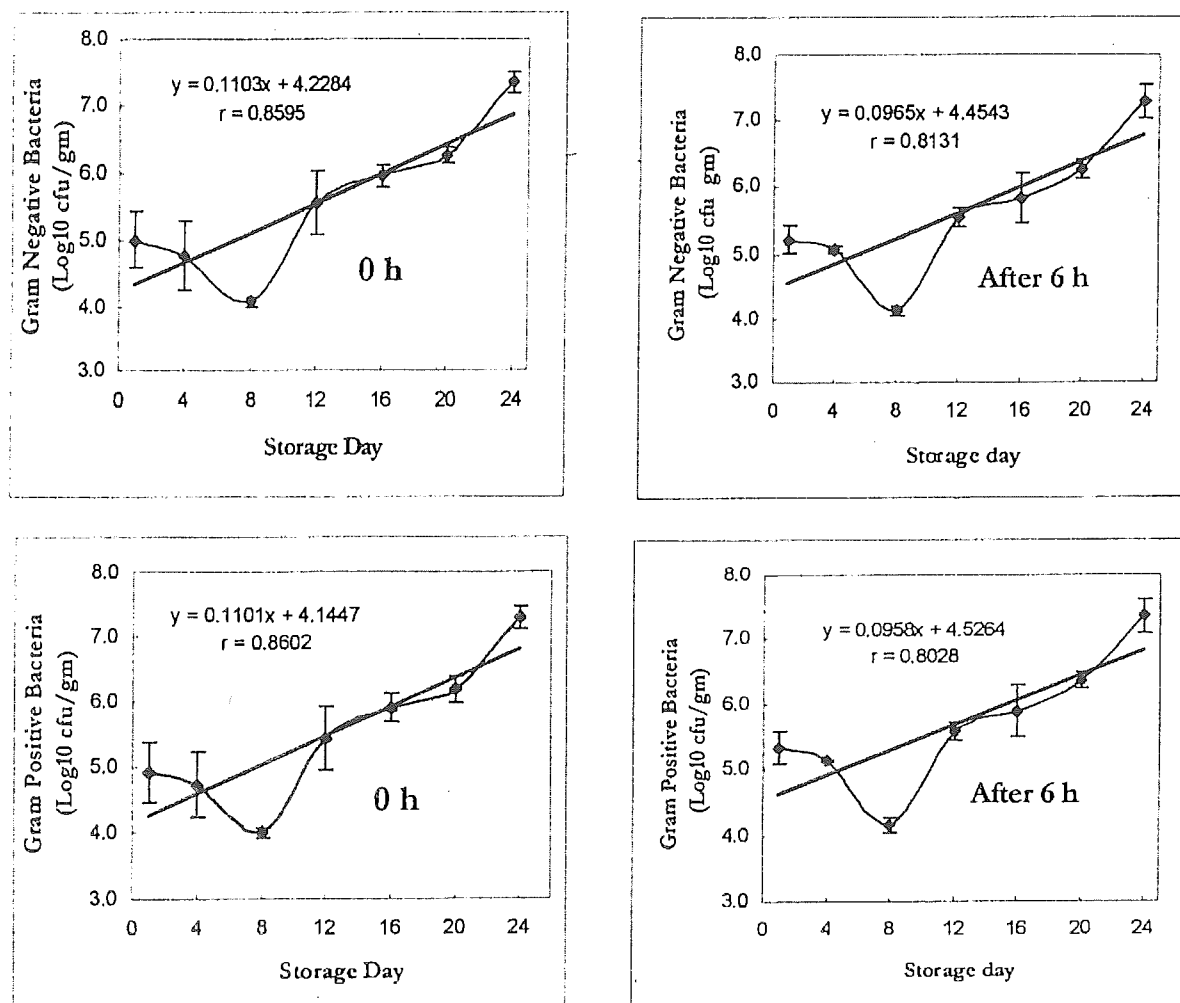 8.0
7.0
6.0
5.0
4.0
3.0
Gram Negative Bacteria
(Log10 cfu/gm)
y = 0.1103x + 4.2284
r = 0.8595
0 h
0 4 8 12 16 20 24
Storage Day
8.0
7.0
6.0
5.0
4.0
3.0
Gram Negative Bacteria
(Log10 cfu gm)
y = 0.0965x + 4.4543
r = 0.8131
After 6 h
0 4 8 12 16 20 24
Storage day
8.0
7.0
6.0
5.0
4.0
3.0
Gram Positive Bacteria
(Log10 cfu/gm)
y = 0.1101x + 4.1447
r = 0.8602
0 h
0 4 8 12 16 20 24
Storage Day
8.0
7.0
6.0
5.0
4.0
3.0
Gram Positive Bacteria
(Log10 cfu/gm)
y = 0.0958x + 4.5264
r = 0.8028
After 6 h
0 4 8 12 16 20 24
Storage day